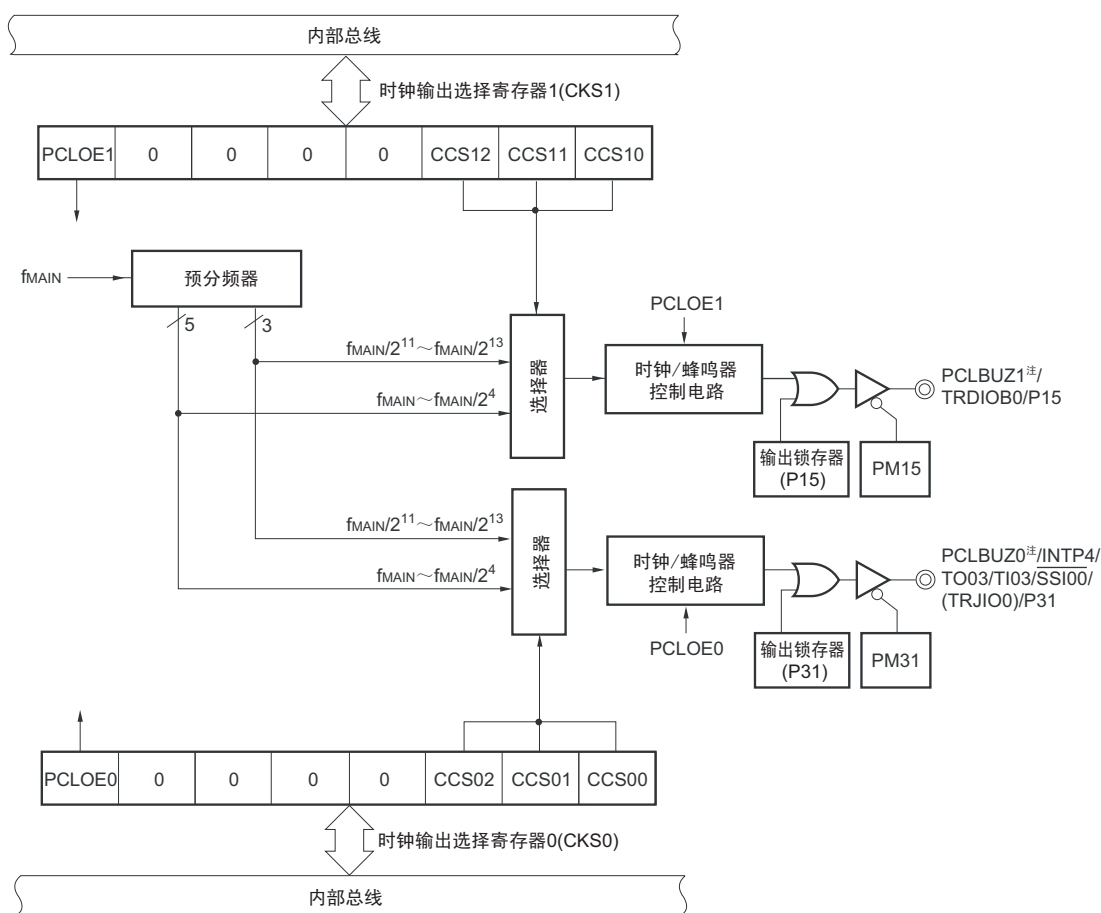 内部总线
时钟输出选择寄存器1(CKS1)
PCLOE1 0 0 0 0 CCS12 CCS11 CCS10
fMAIN
预分频器
5 3
PCLOE1
fMAIN/2¹¹～fMAIN/2¹³
fMAIN～fMAIN/2⁴
选择器
时钟/蜂鸣器
控制电路
PCLBUZ1注/
TRDIOB0/P15
输出锁存器
(P15)
PM15
fMAIN/2¹¹～fMAIN/2¹³
fMAIN～fMAIN/2⁴
选择器
时钟/蜂鸣器
控制电路
PCLBUZ0注/INTP4/
TO03/TI03/SSI00/
(TRJIO0)/P31
PCLOE0
输出锁存器
(P31)
PM31
PCLOE0 0 0 0 0 CCS02 CCS01 CCS00
时钟输出选择寄存器0(CKS0)
内部总线